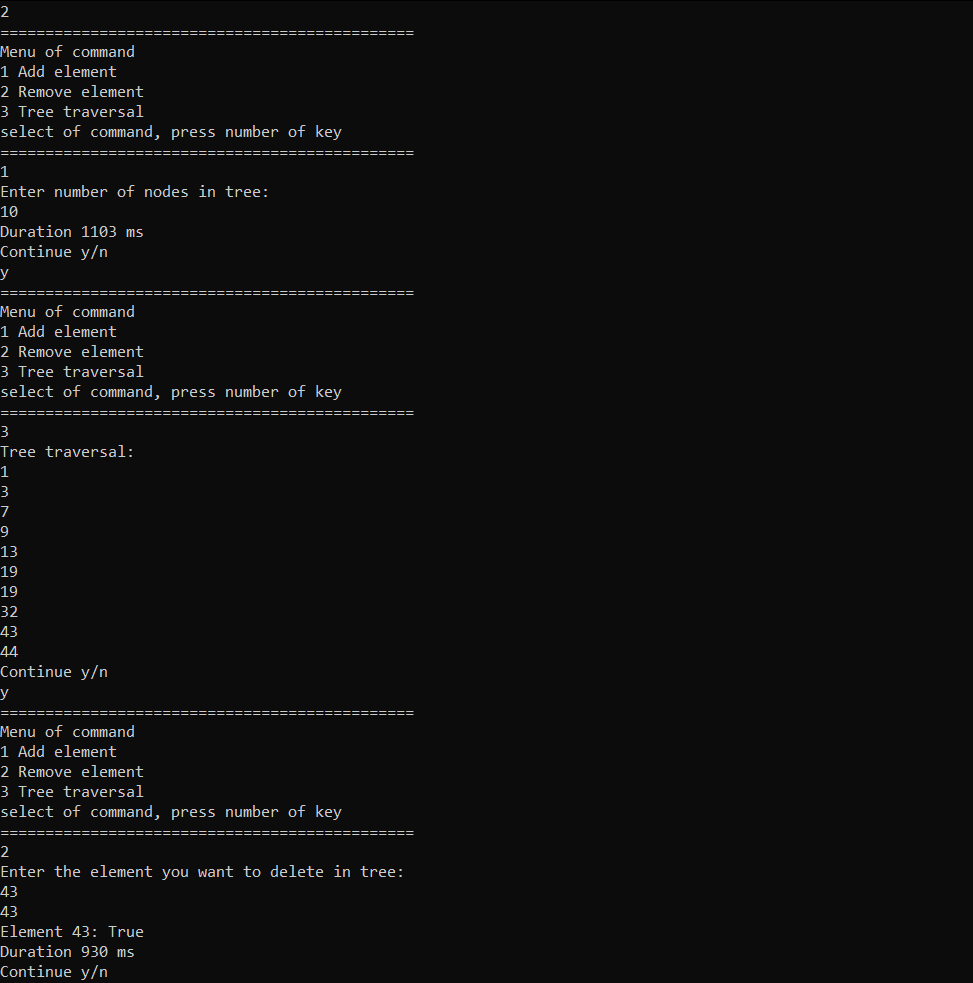 2
==============================================
Menu of command
1 Add element
2 Remove element
3 Tree traversal
select of command, press number of key
==============================================
1
Enter number of nodes in tree:
10
Duration 1103 ms
Continue y/n
y
==============================================
Menu of command
1 Add element
2 Remove element
3 Tree traversal
select of command, press number of key
==============================================
3
Tree traversal:
1
3
7
9
13
19
19
32
43
44
Continue y/n
y
==============================================
Menu of command
1 Add element
2 Remove element
3 Tree traversal
select of command, press number of key
==============================================
2
Enter the element you want to delete in tree:
43
43
Element 43: True
Duration 930 ms
Continue y/n